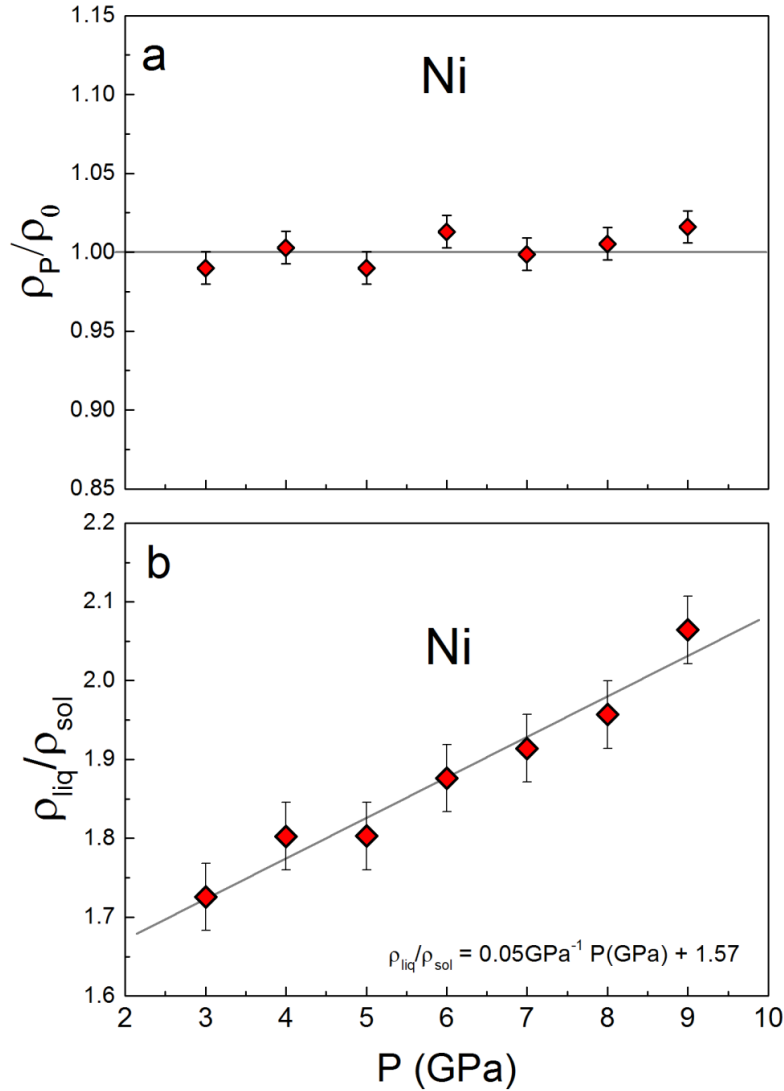 1.15
a
Ni
1.10
1.05
ρP/ρ0
1.00
0.95
0.90
0.85
2.2
b
2.1
Ni
2.0
ρliq/ρsol
1.9
1.8
1.7
ρliq/ρsol = 0.05GPa⁻¹ P(GPa) + 1.57
1.6
2 3 4 5 6 7 8 9 10
P (GPa)